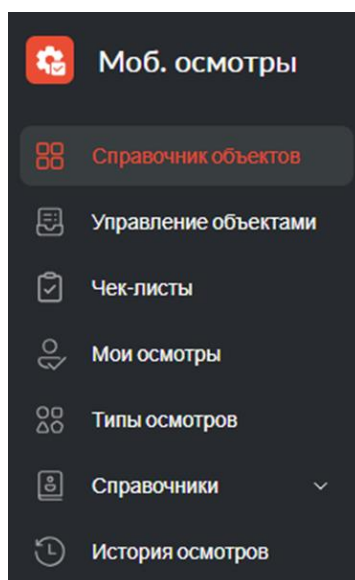 Моб. осмотры
Справочник объектов
Управление объектами
Чек-листы
Мои осмотры
Типы осмотров
Справочники
История осмотров